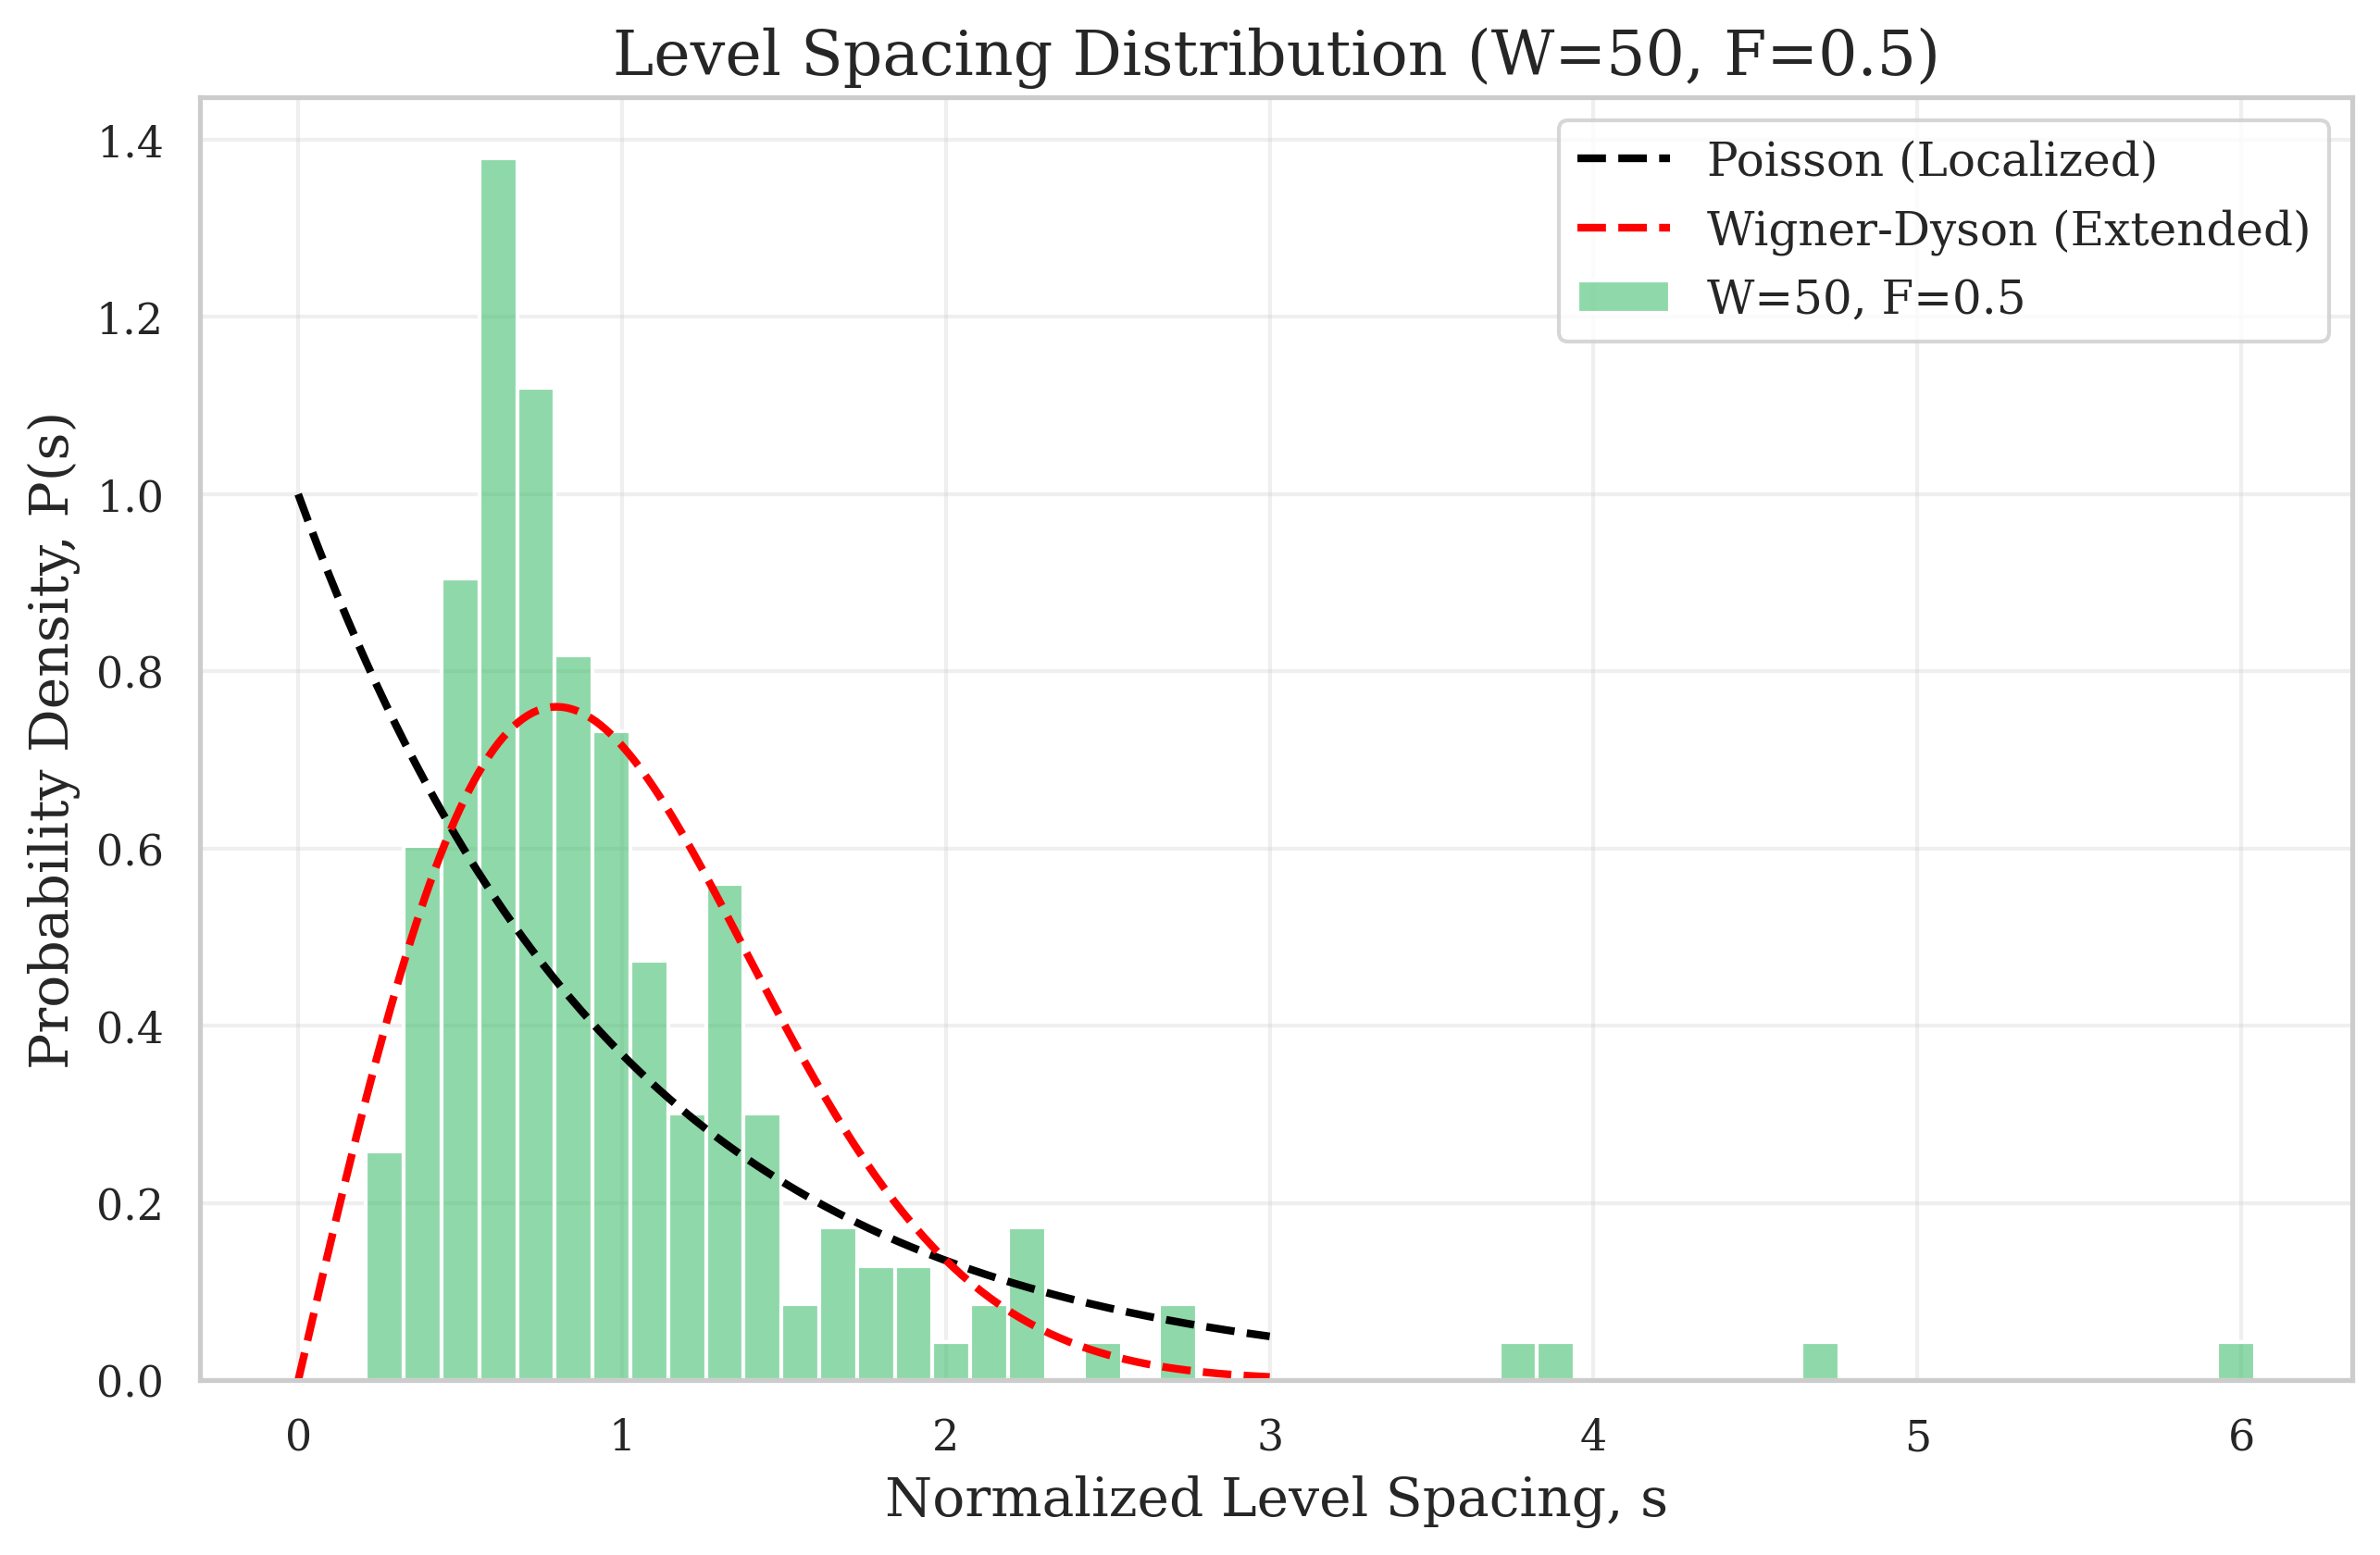 Level Spacing Distribution (W=50, F=0.5)
Poisson (Localized)
Wigner-Dyson (Extended)
W=50, F=0.5
Probability Density, P(s)
1.4
1.2
1.0
0.8
0.6
0.4
0.2
0.0
0 1 2 3 4 5 6
Normalized Level Spacing, s